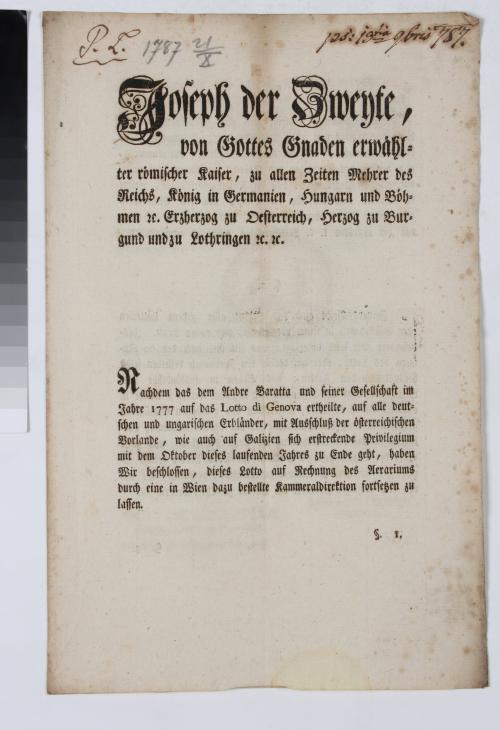 P. T. 1787 21/X
ps: 19ria 9bris 787.
Joseph der Zweyte,
von Gottes Gnaden erwähl-
ter römischer Kaiser, zu allen Zeiten Mehrer des
Reichs, König in Germanien, Hungarn und Böh-
men ꝛc. Erzherzog zu Oesterreich, Herzog zu Bur-
gund und zu Lothringen ꝛc. ꝛc.
Nachdem das dem Andre Baratta und seiner Gesellschaft im
Jahre 1777 auf das Lotto di Genova ertheilte, auf alle deut-
schen und ungarischen Erbländer, mit Ausschluß der österreichischen
Vorlande, wie auch auf Galizien sich erstreckende Privilegium
mit dem Oktober dieses laufenden Jahres zu Ende geht, haben
Wir beschlossen, dieses Lotto auf Rechnung des Aerariums
durch eine in Wien dazu bestellte Kammeraldirektion fortsetzen zu
lassen.
§. 1.